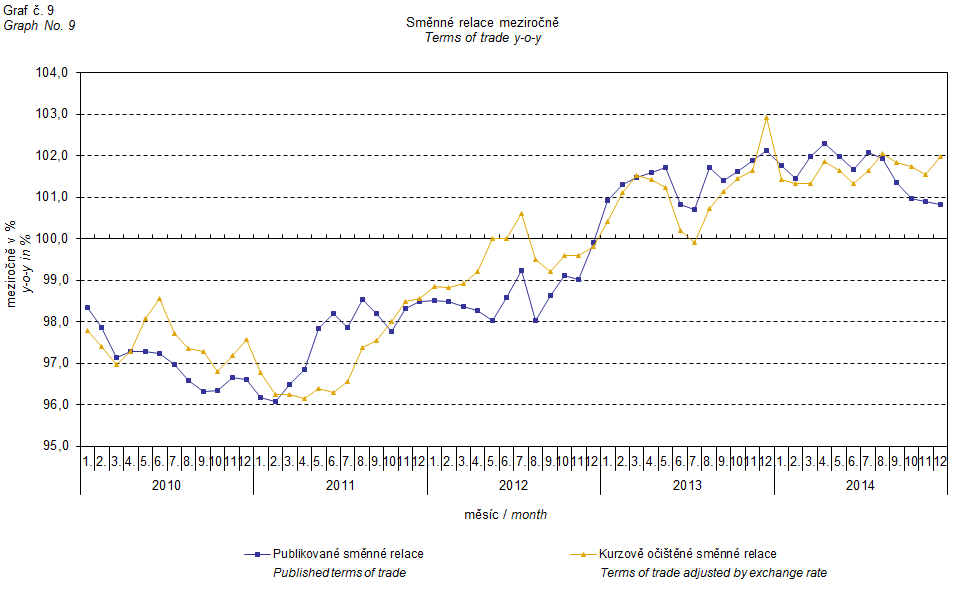 Graf č. 9
Graph No. 9
Směnné relace meziročně
Terms of trade y-o-y
104,0
103,0
102,0
101,0
100,0
99,0
98,0
97,0
96,0
95,0
meziročně v %
y-o-y in %
1. 2. 3. 4. 5. 6. 7. 8. 9. 10 11 12 1. 2. 3. 4. 5. 6. 7. 8. 9. 10 11 12 1. 2. 3. 4. 5. 6. 7. 8. 9. 10 11 12 1. 2. 3. 4. 5. 6. 7. 8. 9. 10 11 12 1. 2. 3. 4. 5. 6. 7. 8. 9. 10 11 12
2010 2011 2012 2013 2014
měsíc / month
Publikované směnné relace Kurzově očištěné směnné relace
Published terms of trade Terms of trade adjusted by exchange rate